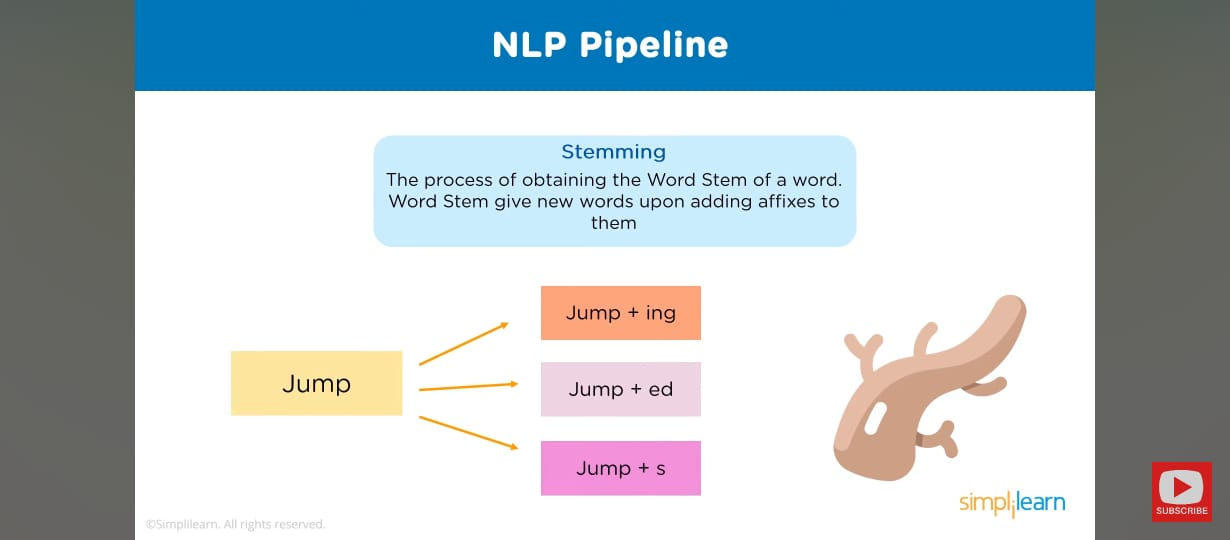 NLP Pipeline
Stemming
The process of obtaining the Word Stem of a word.
Word Stem give new words upon adding affixes to
them
Jump + ing
Jump
Jump + ed
Jump + s
simplilearn
SUBSCRIBE
©Simplilearn. All rights reserved.